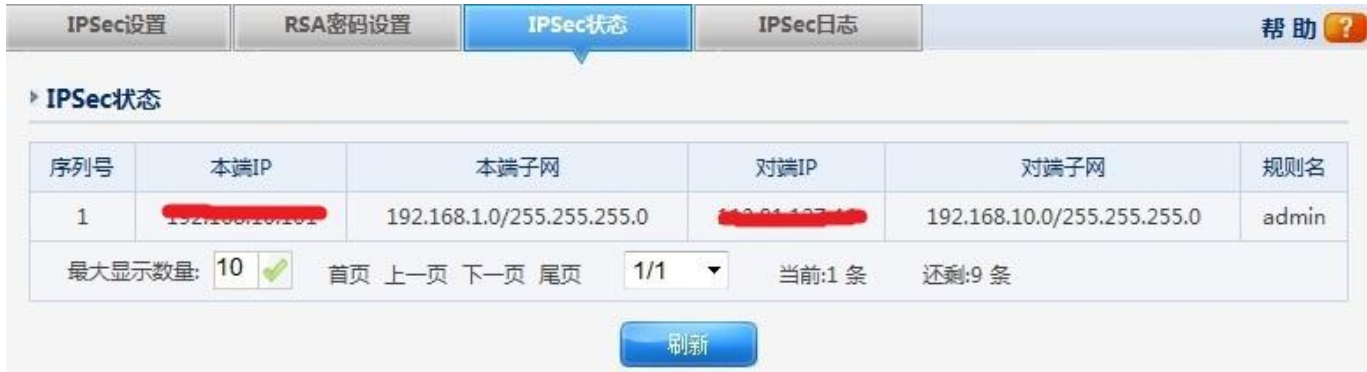 IPSec设置 RSA密码设置 IPSec状态 IPSec日志 帮 助 ?
IPSec状态
序列号 本端IP 本端子网 对端IP 对端子网 规则名
1 192.168.1.0/255.255.255.0 192.168.10.0/255.255.255.0 admin
最大显示数量: 10 首页 上一页 下一页 尾页 1/1 当前:1 条 还剩:9 条
刷新